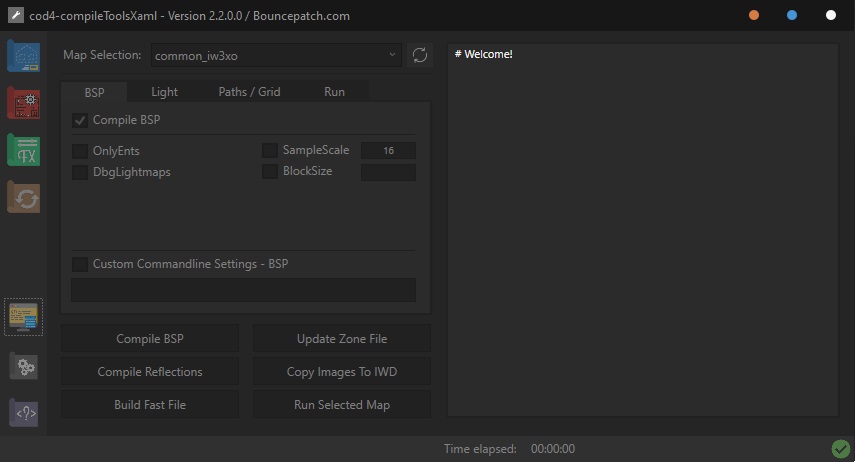 cod4-compileToolsXaml - Version 2.2.0.0 / Bouncepatch.com
Map Selection: common_iw3xo
BSP Light Paths / Grid Run
Compile BSP
OnlyEnts SampleScale 16
DbgLightmaps BlockSize
Custom Commandline Settings - BSP
Compile BSP Update Zone File
Compile Reflections Copy Images To IWD
Build Fast File Run Selected Map
# Welcome!
FX
<?>
Time elapsed: 00:00:00